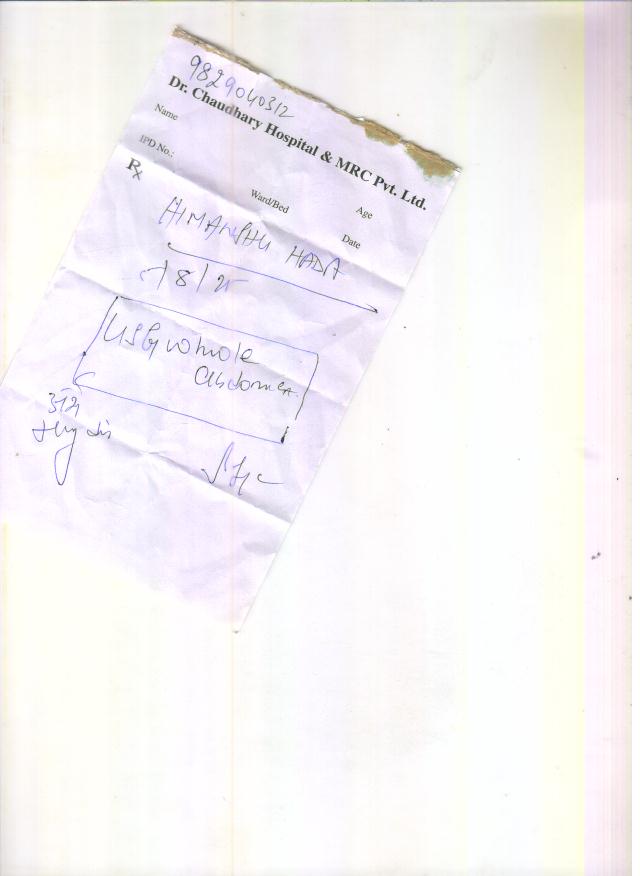 9829040312
Dr. Chaudhary Hospital & MRC Pvt. Ltd.
Name Age
IPD No.: Ward/Bed Date
Rx
HIMANSHU HADA
5/8/25
USG whole
abdomen